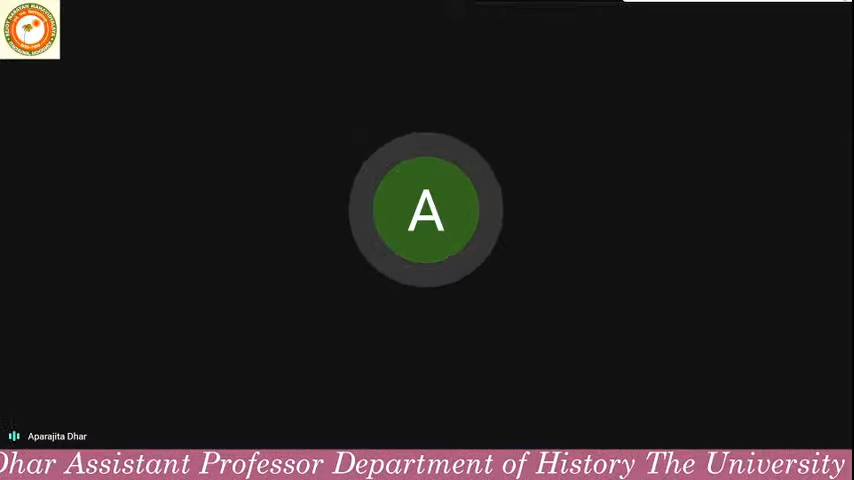 A
Aparajita Dhar
Dhar Assistant Professor Department of History The University